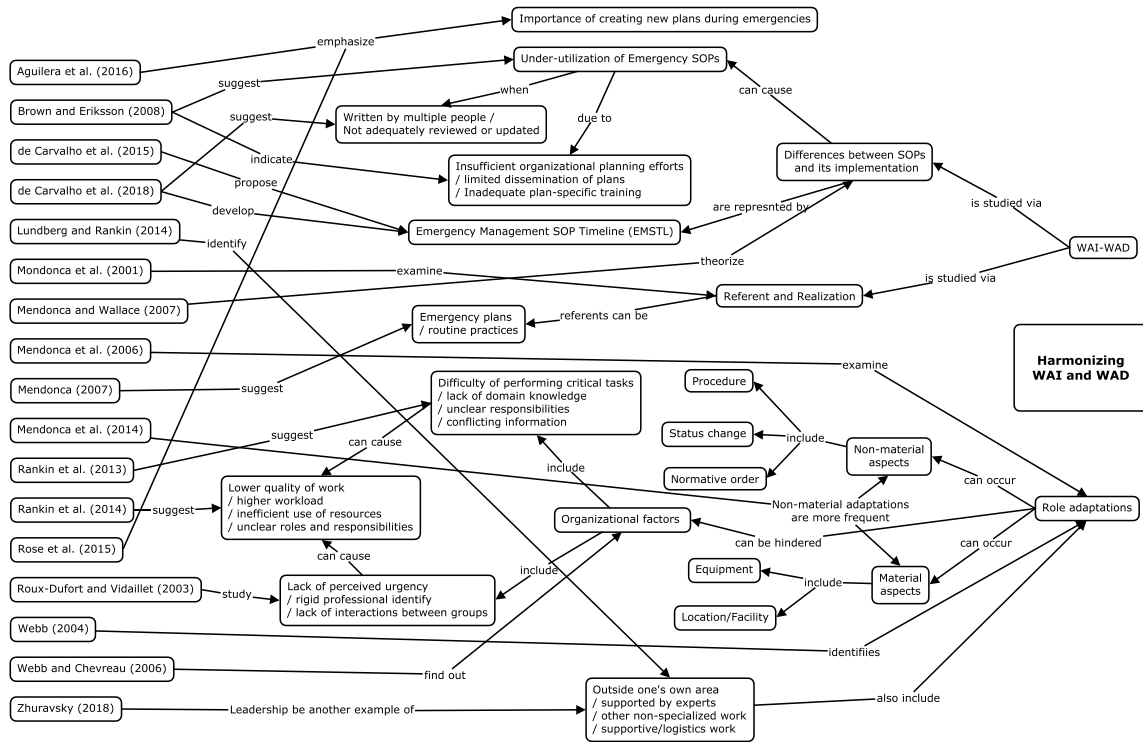 Importance of creating new plans during emergencies
emphasize
Aguilera et al. (2016)
Under-utilization of Emergency SOPs
suggest
when
can cause
Brown and Eriksson (2008)
suggest
Written by multiple people /
Not adequately reviewed or updated
due to
de Carvalho et al. (2015)
indicate
Insufficient organizational planning efforts
/ limited dissemination of plans
/ Inadequate plan-specific training
Differences between SOPs
and its implementation
propose
de Carvalho et al. (2018)
develop
are represnted by
is studied via
Lundberg and Rankin (2014)
identify
Emergency Management SOP Timeline (EMSTL)
WAI-WAD
Mondonca et al. (2001)
examine
theorize
is studied via
Referent and Realization
Mendonca and Wallace (2007)
Emergency plans
/ routine practices
referents can be
Mendonca et al. (2006)
examine
Harmonizing
WAI and WAD
Mendonca (2007)
suggest
Difficulty of performing critical tasks
/ lack of domain knowledge
/ unclear responsibilities
/ conflicting information
Procedure
Mendonca et al. (2014)
suggest
can cause
Status change
include
Non-material
aspects
Rankin et al. (2013)
include
Normative order
can occur
Lower quality of work
/ higher workload
/ inefficient use of resources
/ unclear roles and responsibilities
Rankin et al. (2014)
suggest
Organizational factors
Non-material adaptations
are more frequent
Role adaptations
can be hindered
can occur
Rose et al. (2015)
can cause
include
Equipment
include
Material
aspects
Roux-Dufort and Vidaillet (2003)
study
Lack of perceived urgency
/ rigid professional identify
/ lack of interactions between groups
Location/Facility
Webb (2004)
identifiies
Webb and Chevreau (2006)
find out
Outside one's own area
/ supported by experts
/ other non-specialized work
/ supportive/logistics work
also include
Zhuravsky (2018)
Leadership be another example of